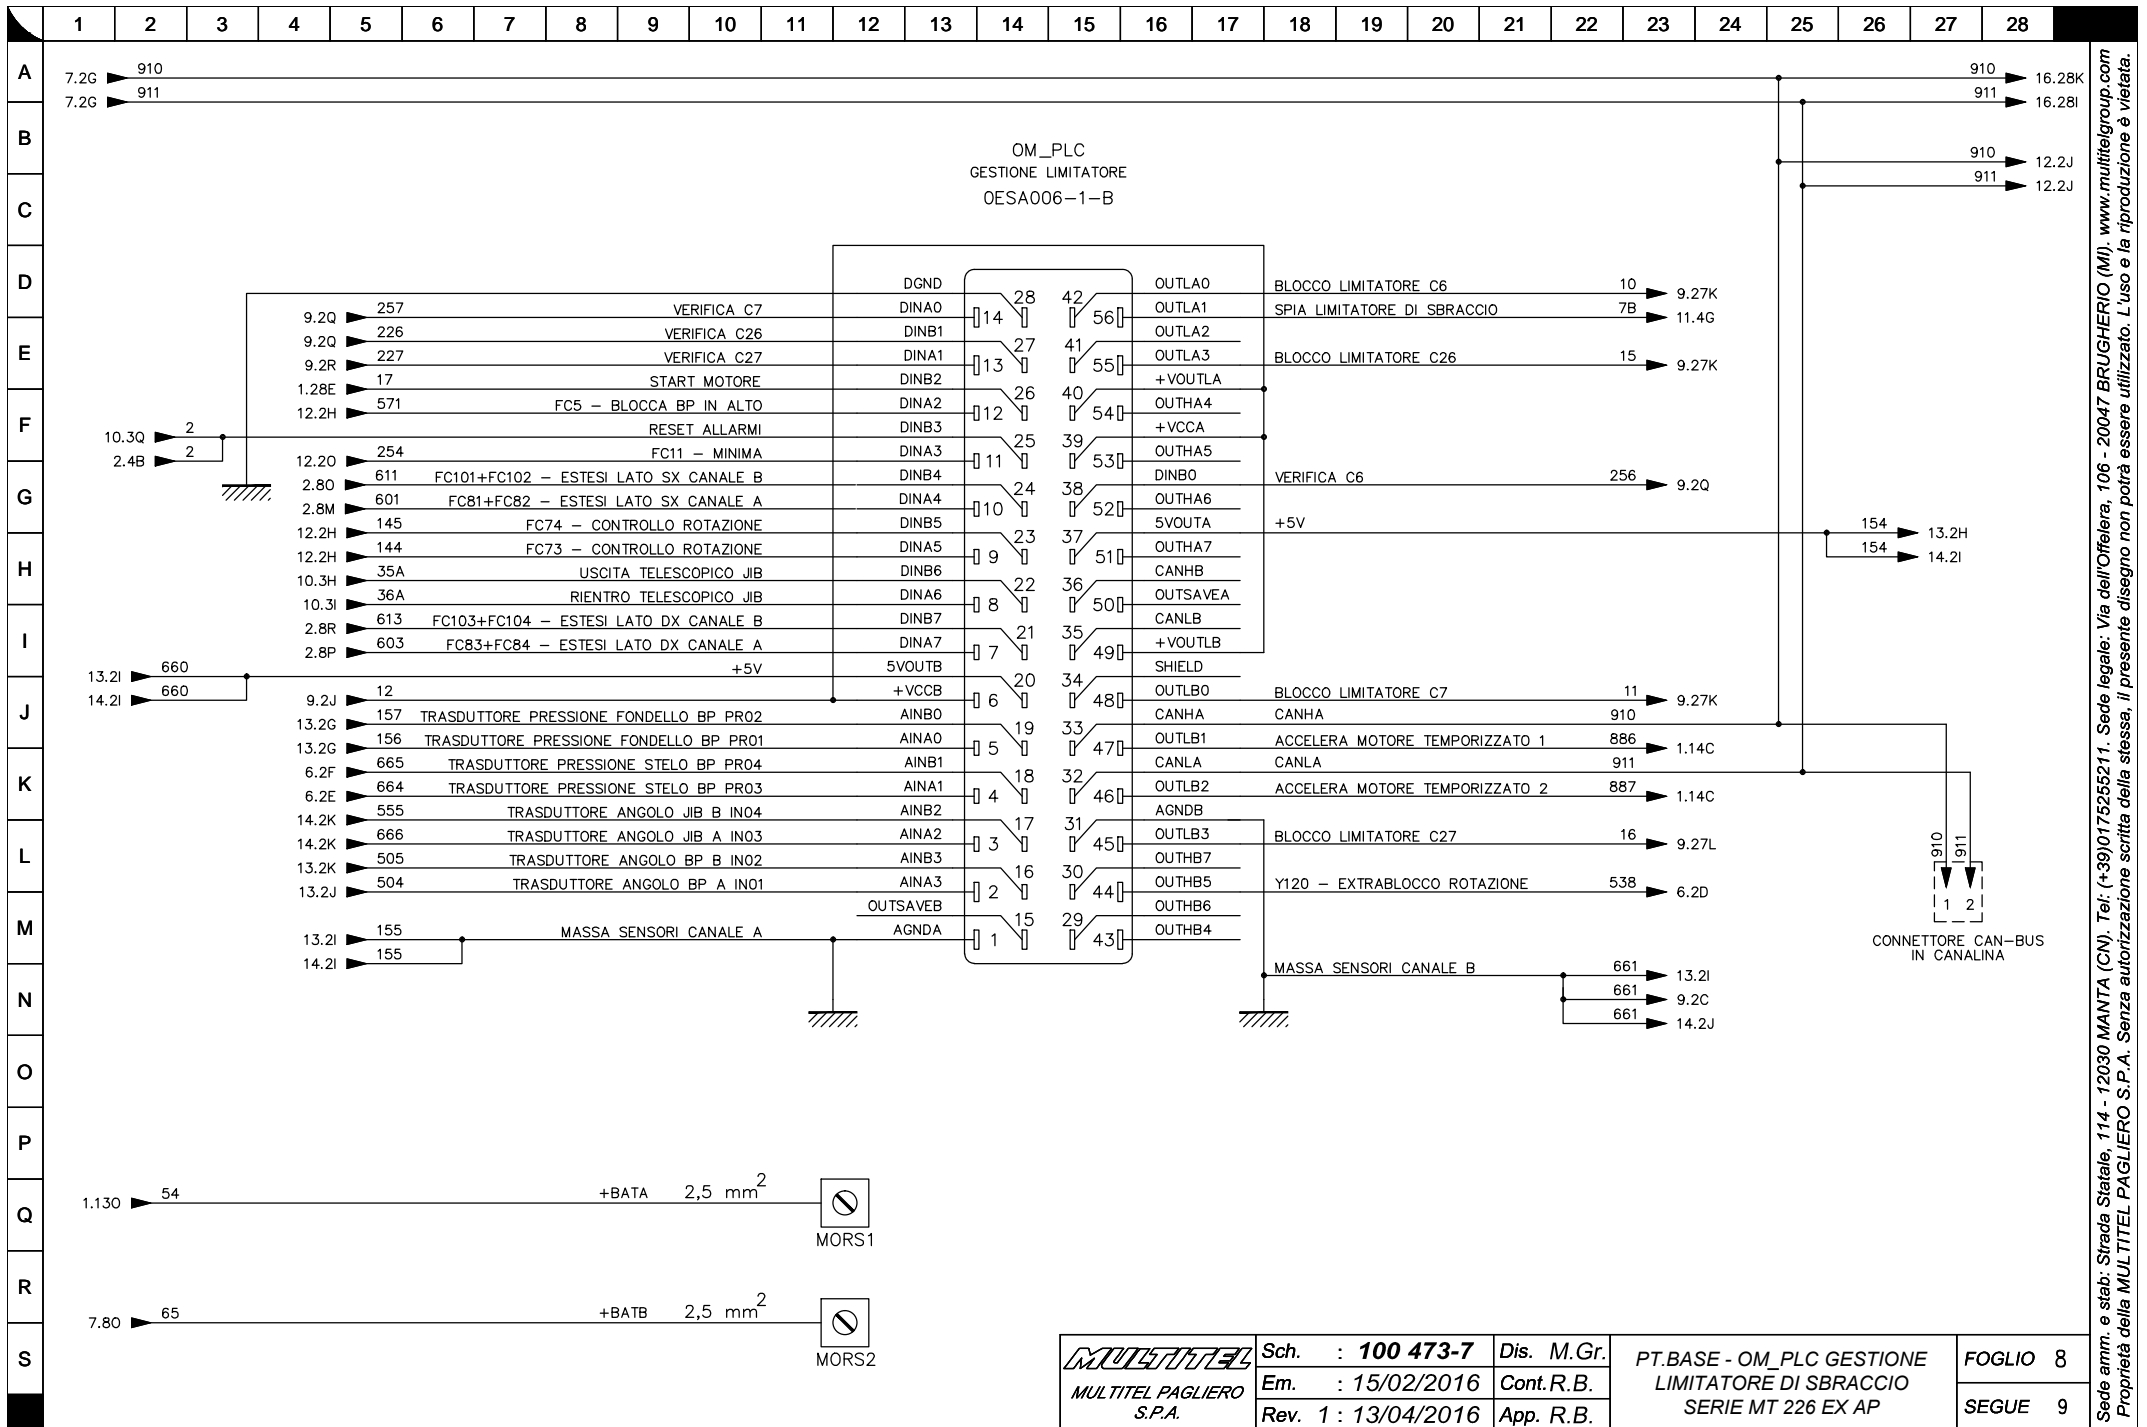 1 2 3 4 5 6 7 8 9 10 11 12 13 14 15 16 17 18 19 20 21 22 23 24 25 26 27 28
A
B
C
D
E
F
G
H
I
J
K
L
M
N
O
P
Q
R
S
7.2G 910 910 16.28K
7.2G 911 911 16.28I
910 12.2J
911 12.2J
OM_PLC
GESTIONE LIMITATORE
0ESA006-1-B
DGND 28
9.2Q 257 VERIFICA C7 DINA0 14
9.2Q 226 VERIFICA C26 DINB1 27
9.2R 227 VERIFICA C27 DINA1 13
1.28E 17 START MOTORE DINB2 26
12.2H 571 FC5 - BLOCCA BP IN ALTO DINA2 12
10.3Q 2 RESET ALLARMI DINB3 25
2.4B 2
12.2O 254 FC11 - MINIMA DINA3 11
2.8O 611 FC101+FC102 - ESTESI LATO SX CANALE B DINB4 24
2.8M 601 FC81+FC82 - ESTESI LATO SX CANALE A DINA4 10
12.2H 145 FC74 - CONTROLLO ROTAZIONE DINB5 23
12.2H 144 FC73 - CONTROLLO ROTAZIONE DINA5 9
10.3H 35A USCITA TELESCOPICO JIB DINB6 22
10.3I 36A RIENTRO TELESCOPICO JIB DINA6 8
2.8R 613 FC103+FC104 - ESTESI LATO DX CANALE B DINB7 21
2.8P 603 FC83+FC84 - ESTESI LATO DX CANALE A DINA7 7
13.2I 660 +5V 5VOUTB 20
14.2I 660
9.2J 12 +VCCB 6
13.2G 157 TRASDUTTORE PRESSIONE FONDELLO BP PR02 AINB0 19
13.2G 156 TRASDUTTORE PRESSIONE FONDELLO BP PR01 AINA0 5
6.2F 665 TRASDUTTORE PRESSIONE STELO BP PR04 AINB1 18
6.2E 664 TRASDUTTORE PRESSIONE STELO BP PR03 AINA1 4
14.2K 555 TRASDUTTORE ANGOLO JIB B IN04 AINB2 17
14.2K 666 TRASDUTTORE ANGOLO JIB A IN03 AINA2 3
13.2K 505 TRASDUTTORE ANGOLO BP B IN02 AINB3 16
13.2J 504 TRASDUTTORE ANGOLO BP A IN01 AINA3 2
OUTSAVEB 15
13.2I 155 MASSA SENSORI CANALE A AGNDA 1
14.2I 155
42 OUTLA0 BLOCCO LIMITATORE C6 10 9.27K
56 OUTLA1 SPIA LIMITATORE DI SBRACCIO 7B 11.4G
41 OUTLA2
55 OUTLA3 BLOCCO LIMITATORE C26 15 9.27K
40 +VOUTLA
54 OUTHA4
39 +VCCA
53 OUTHA5
38 DINB0 VERIFICA C6 256 9.2Q
52 OUTHA6
37 5VOUTA +5V 154 13.2H
154 14.2I
51 OUTHA7
36 CANHB
50 OUTSAVEA
35 CANLB
49 +VOUTLB
34 SHIELD
48 OUTLB0 BLOCCO LIMITATORE C7 11 9.27K
33 CANHA CANHA 910
47 OUTLB1 ACCELERA MOTORE TEMPORIZZATO 1 886 1.14C
32 CANLA CANLA 911
46 OUTLB2 ACCELERA MOTORE TEMPORIZZATO 2 887 1.14C
31 AGNDB
45 OUTLB3 BLOCCO LIMITATORE C27 16 9.27L
30 OUTHB7
44 OUTHB5 Y120 - EXTRABLOCCO ROTAZIONE 538 6.2D
29 OUTHB6
43 OUTHB4
MASSA SENSORI CANALE B 661 13.2I
661 9.2C
661 14.2J
910 911
1 2
CONNETTORE CAN-BUS
IN CANALINA
1.13O 54 +BATA 2,5 mm²
MORS1
7.8O 65 +BATB 2,5 mm²
MORS2
MULTITEL
MULTITEL PAGLIERO
S.P.A.
Sch. : 100 473-7 Dis. M.Gr.
Em. : 15/02/2016 Cont. R.B.
Rev. 1 : 13/04/2016 App. R.B.
PT.BASE - OM_PLC GESTIONE
LIMITATORE DI SBRACCIO
SERIE MT 226 EX AP
FOGLIO 8
SEGUE 9
Sede amm. e stab: Strada Statale, 114 - 12030 MANTA (CN). Tel: (+39)0175255211. Sede legale: Via dell'Offelera, 106 - 20047 BRUGHERIO (MI). www.multitelgroup.com
Proprietà della MULTITEL PAGLIERO S.P.A. Senza autorizzazione scritta della stessa, il presente disegno non potrà essere utilizzato. L'uso e la riproduzione è vietata.